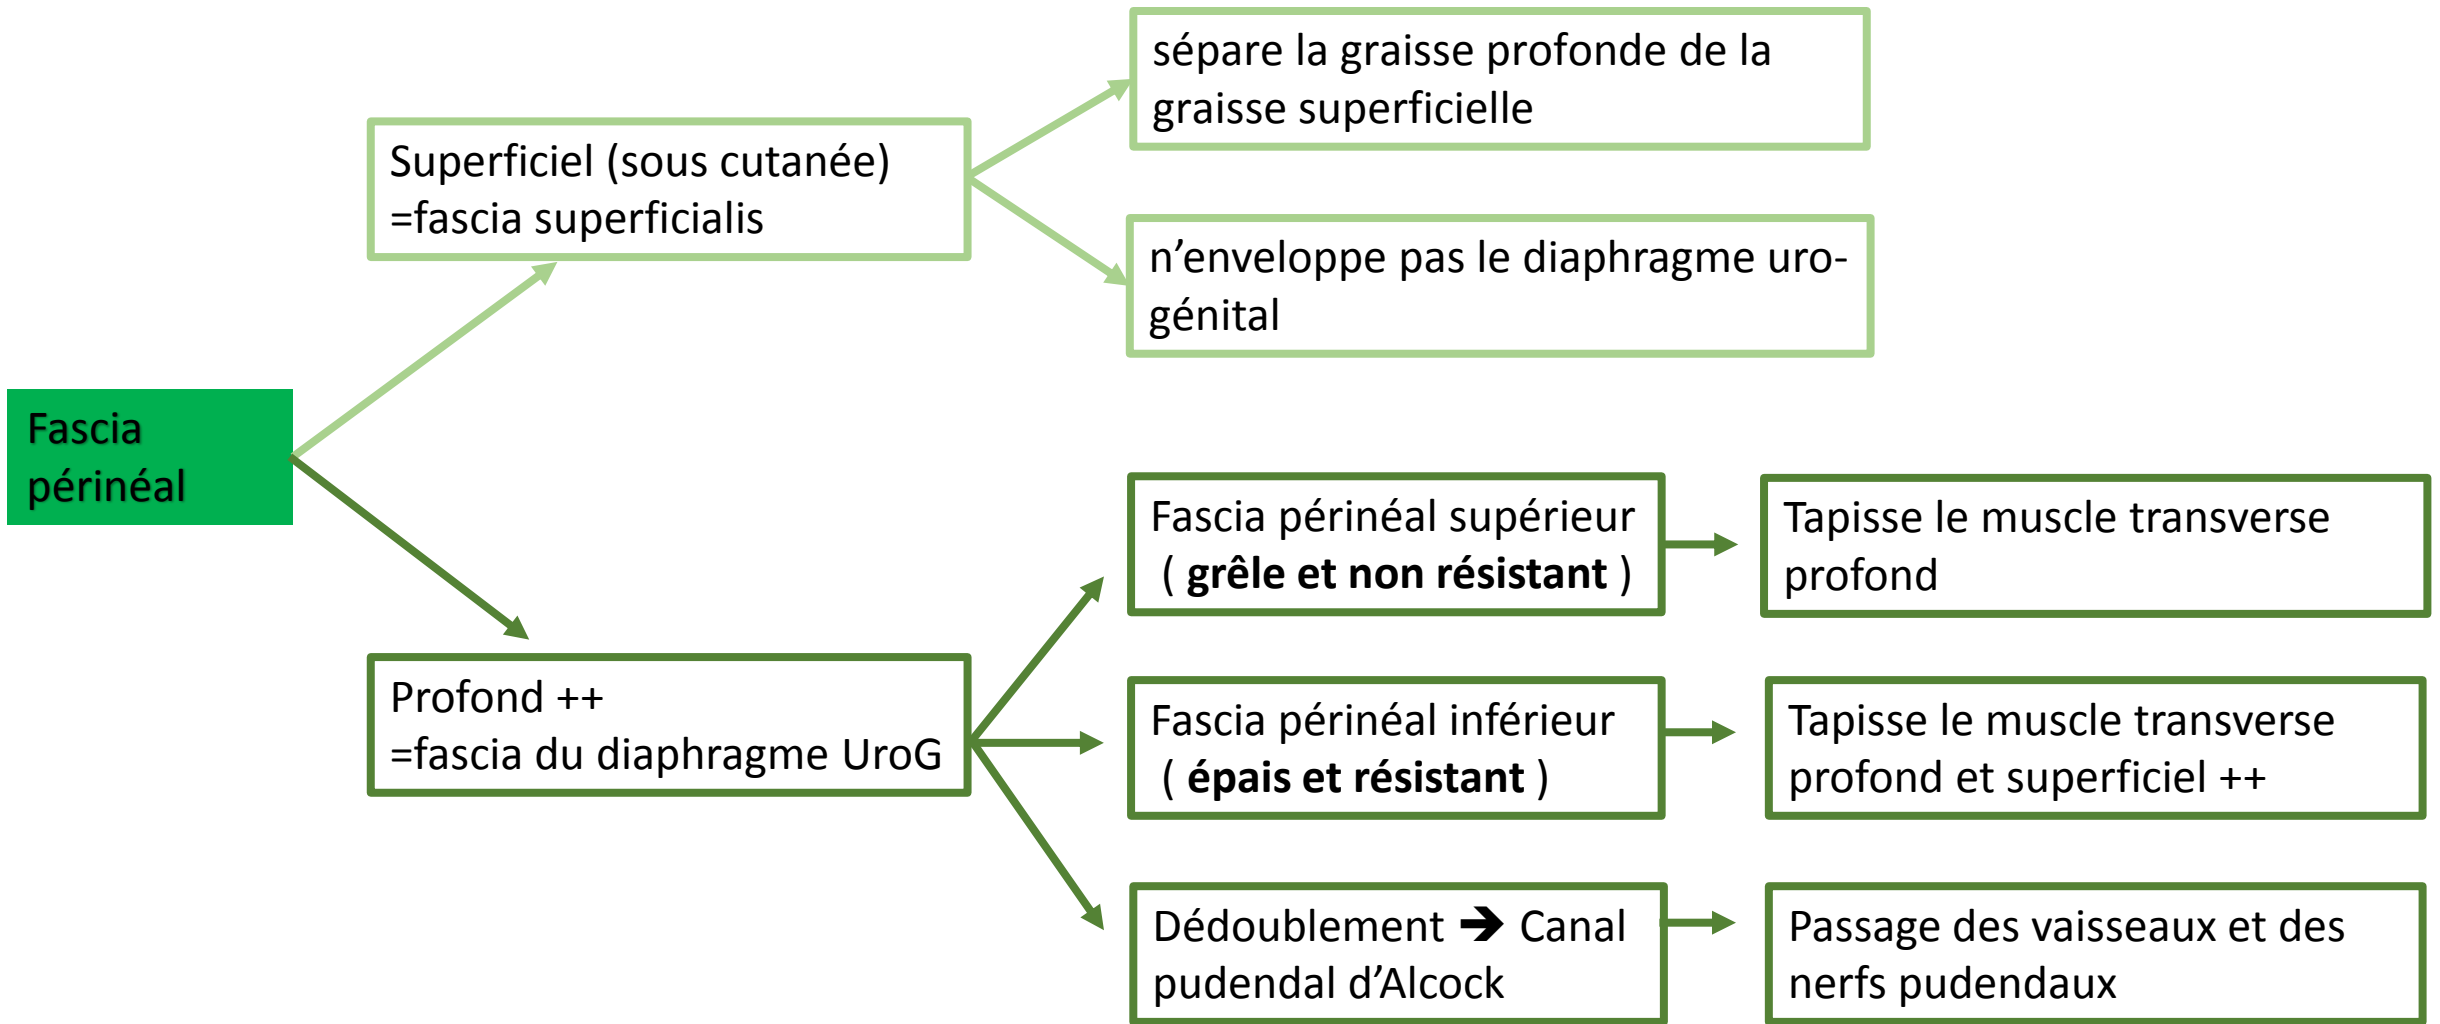 sépare la graisse profonde de la
graisse superficielle
Superficiel (sous cutanée)
=fascia superficialis
n’enveloppe pas le diaphragme uro-
génital
Fascia
périnéal
Fascia périnéal supérieur
( grêle et non résistant )
Tapisse le muscle transverse
profond
Profond ++
=fascia du diaphragme UroG
Fascia périnéal inférieur
( épais et résistant )
Tapisse le muscle transverse
profond et superficiel ++
Dédoublement ➔ Canal
pudendal d’Alcock
Passage des vaisseaux et des
nerfs pudendaux